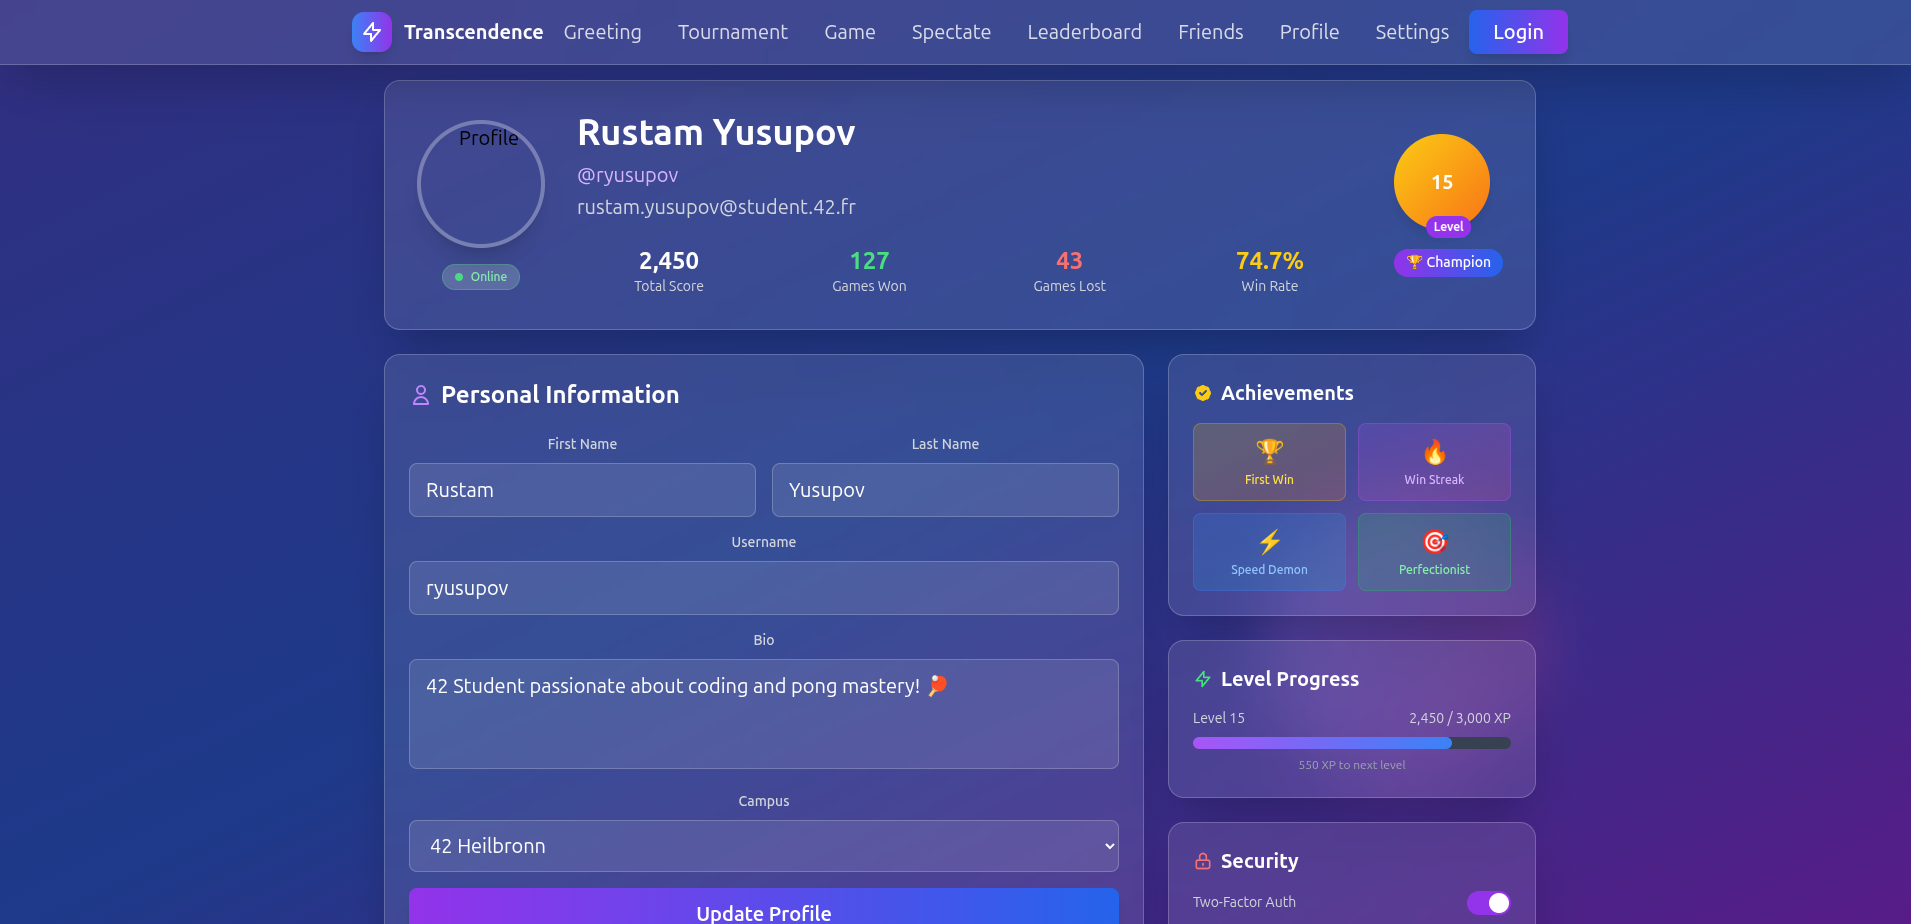 Transcendence Greeting Tournament Game Spectate Leaderboard Friends Profile Settings Login
Profile
Online
Rustam Yusupov
@ryusupov
rustam.yusupov@student.42.fr
2,450 127 43 74.7%
Total Score Games Won Games Lost Win Rate
15
Level
🏆 Champion
Personal Information
First Name Last Name
Rustam Yusupov
Username
ryusupov
Bio
42 Student passionate about coding and pong mastery! 🏓
Campus
42 Heilbronn
Update Profile
Achievements
First Win Win Streak
Speed Demon Perfectionist
Level Progress
Level 15 2,450 / 3,000 XP
550 XP to next level
Security
Two-Factor Auth